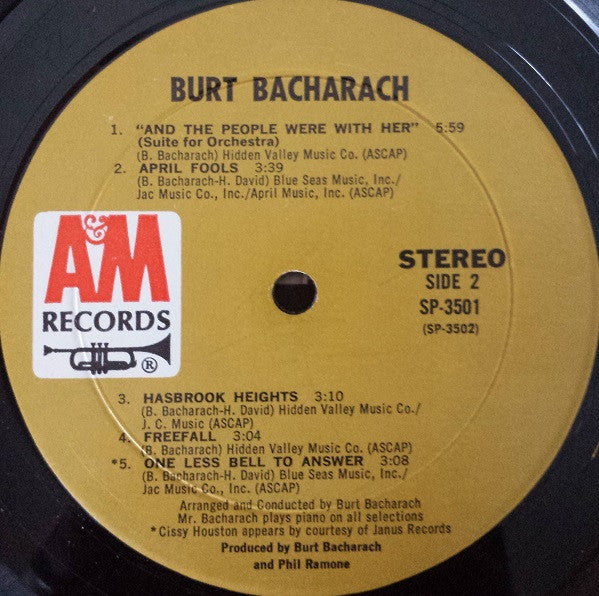 BURT BACHARACH
1. "AND THE PEOPLE WERE WITH HER" 5:59
(Suite for Orchestra)
(B. Bacharach) Hidden Valley Music Co. (ASCAP)
2. APRIL FOOLS 3:39
(B. Bacharach-H. David) Blue Seas Music, Inc./
Jac Music Co., Inc./April Music, Inc. (ASCAP)
A&M
RECORDS
®
STEREO
SIDE 2
SP-3501
(SP-3502)
3. HASBROOK HEIGHTS 3:10
(B. Bacharach-H. David) Hidden Valley Music Co./
J. C. Music (ASCAP)
4. FREEFALL 3:04
(B. Bacharach) Hidden Valley Music Co. (ASCAP)
*5. ONE LESS BELL TO ANSWER 3:08
(B. Bacharach-H. David) Blue Seas Music, Inc./
Jac Music Co., Inc. (ASCAP)
Arranged and Conducted by Burt Bacharach
Mr. Bacharach plays piano on all selections
*Cissy Houston appears by courtesy of Janus Records
Produced by Burt Bacharach
and Phil Ramone